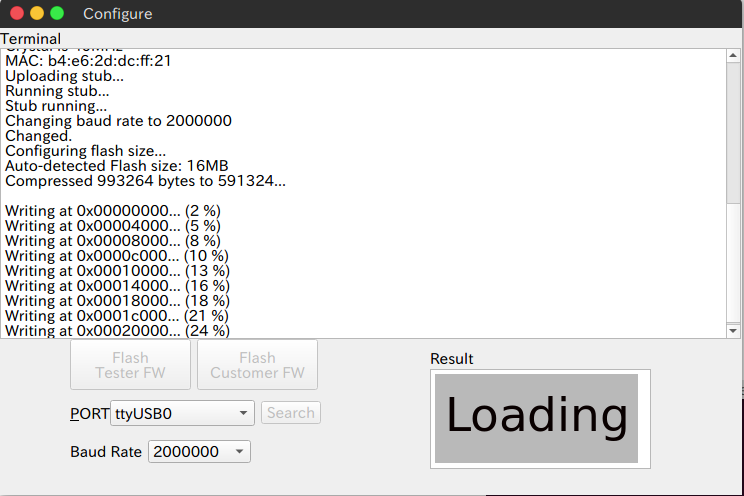 Configure
Terminal
Crystal is 40MHz
MAC: b4:e6:2d:dc:ff:21
Uploading stub...
Running stub...
Stub running...
Changing baud rate to 2000000
Changed.
Configuring flash size...
Auto-detected Flash size: 16MB
Compressed 993264 bytes to 591324...
Writing at 0x00000000... (2 %)
Writing at 0x00004000... (5 %)
Writing at 0x00008000... (8 %)
Writing at 0x0000c000... (10 %)
Writing at 0x00010000... (13 %)
Writing at 0x00014000... (16 %)
Writing at 0x00018000... (18 %)
Writing at 0x0001c000... (21 %)
Writing at 0x00020000... (24 %)
Flash
Tester FW
Flash
Customer FW
PORT ttyUSB0 Search
Baud Rate 2000000
Result
Loading